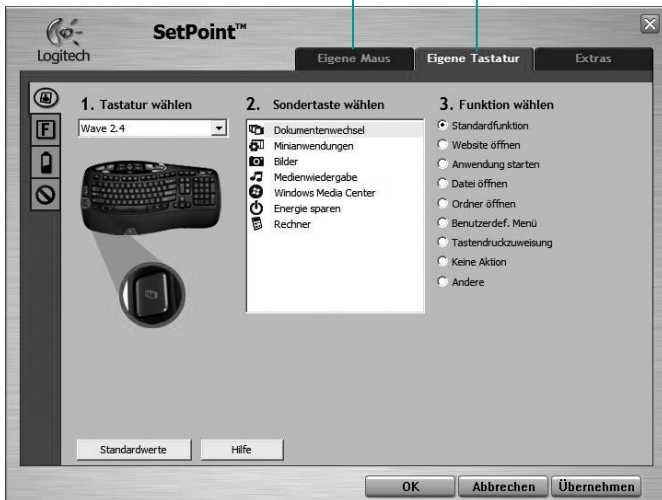 Logitech
SetPoint™
Eigene Maus
Eigene Tastatur
Extras
1. Tastatur wählen
Wave 2.4
2. Sondertaste wählen
Dokumentenwechsel
Minianwendungen
Bilder
Medienwiedergabe
Windows Media Center
Energie sparen
Rechner
3. Funktion wählen
Standardfunktion
Website öffnen
Anwendung starten
Datei öffnen
Ordner öffnen
Benutzerdef. Menü
Tastendruckzuweisung
Keine Aktion
Andere
Standardwerte
Hilfe
OK
Abbrechen
Übernehmen